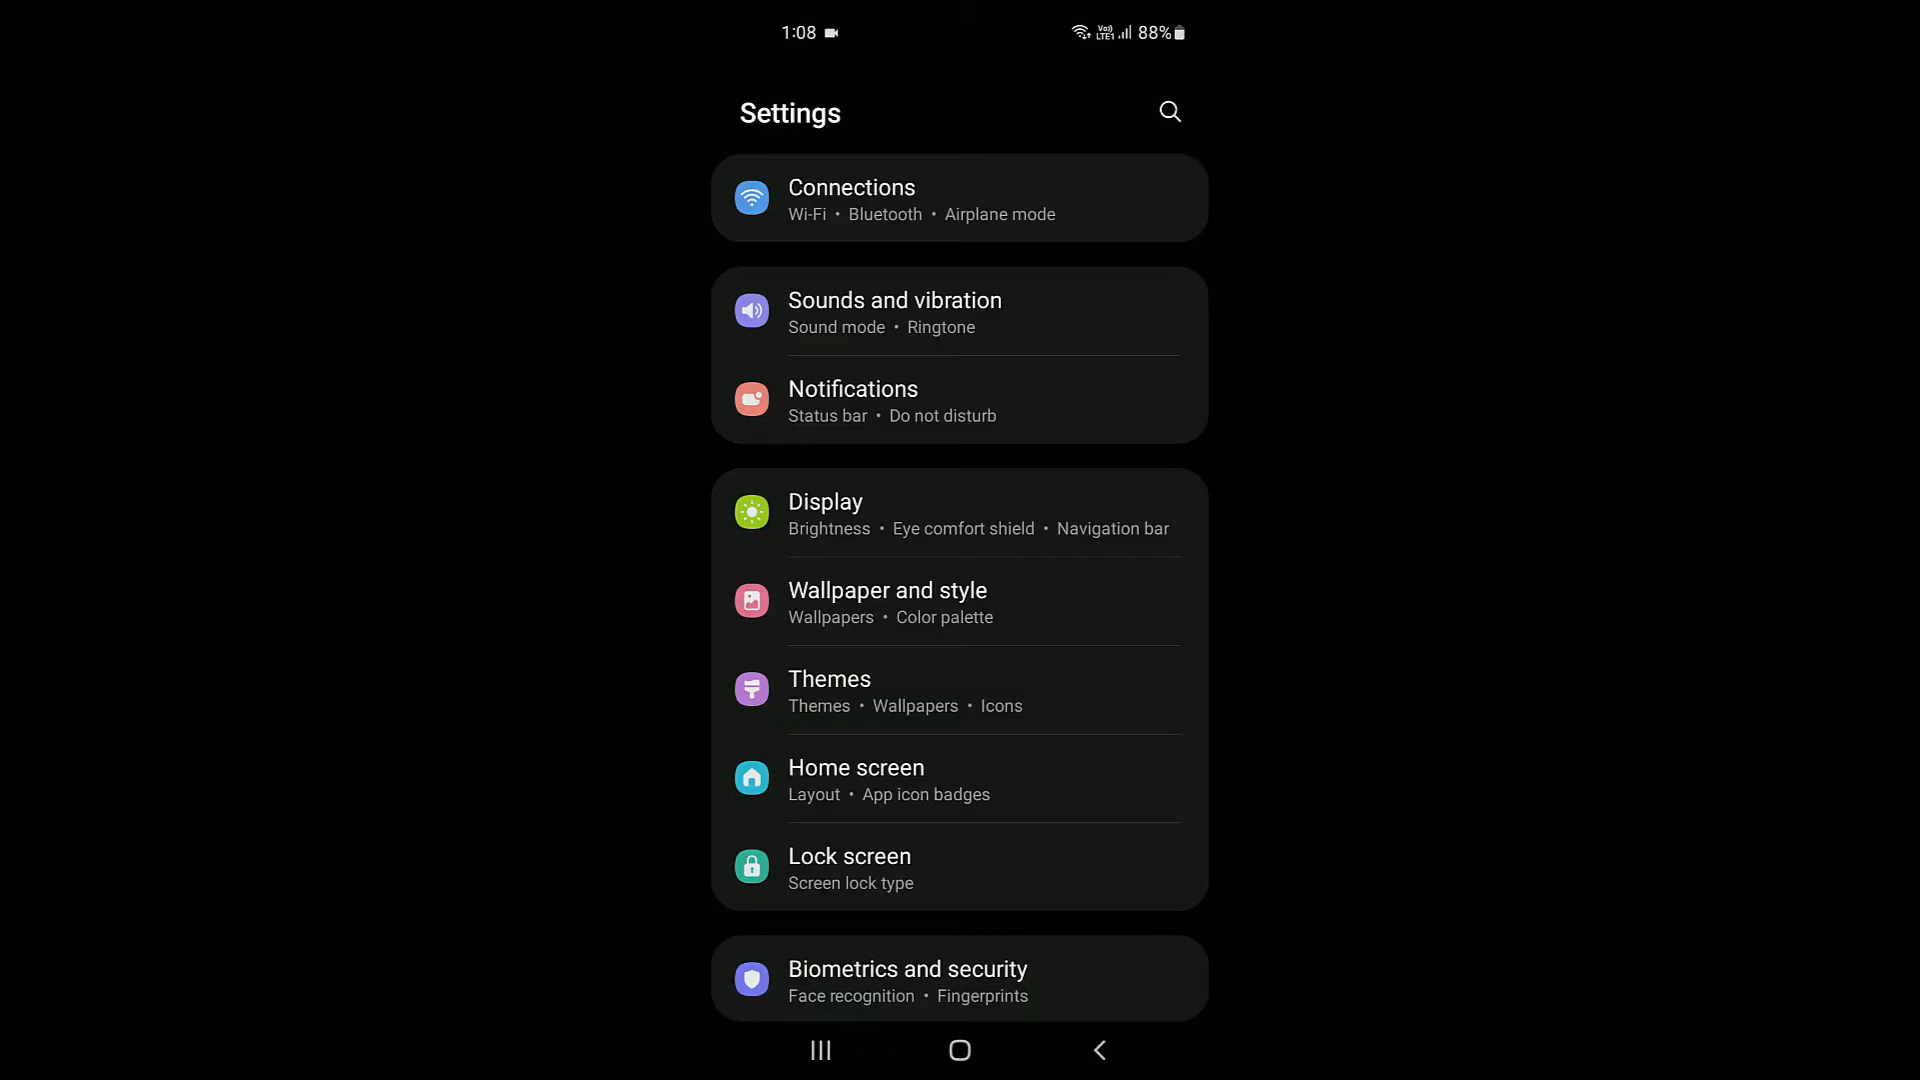 1:08 Vo)) LTE1 88%
Settings
Connections
Wi-Fi • Bluetooth • Airplane mode
Sounds and vibration
Sound mode • Ringtone
Notifications
Status bar • Do not disturb
Display
Brightness • Eye comfort shield • Navigation bar
Wallpaper and style
Wallpapers • Color palette
Themes
Themes • Wallpapers • Icons
Home screen
Layout • App icon badges
Lock screen
Screen lock type
Biometrics and security
Face recognition • Fingerprints